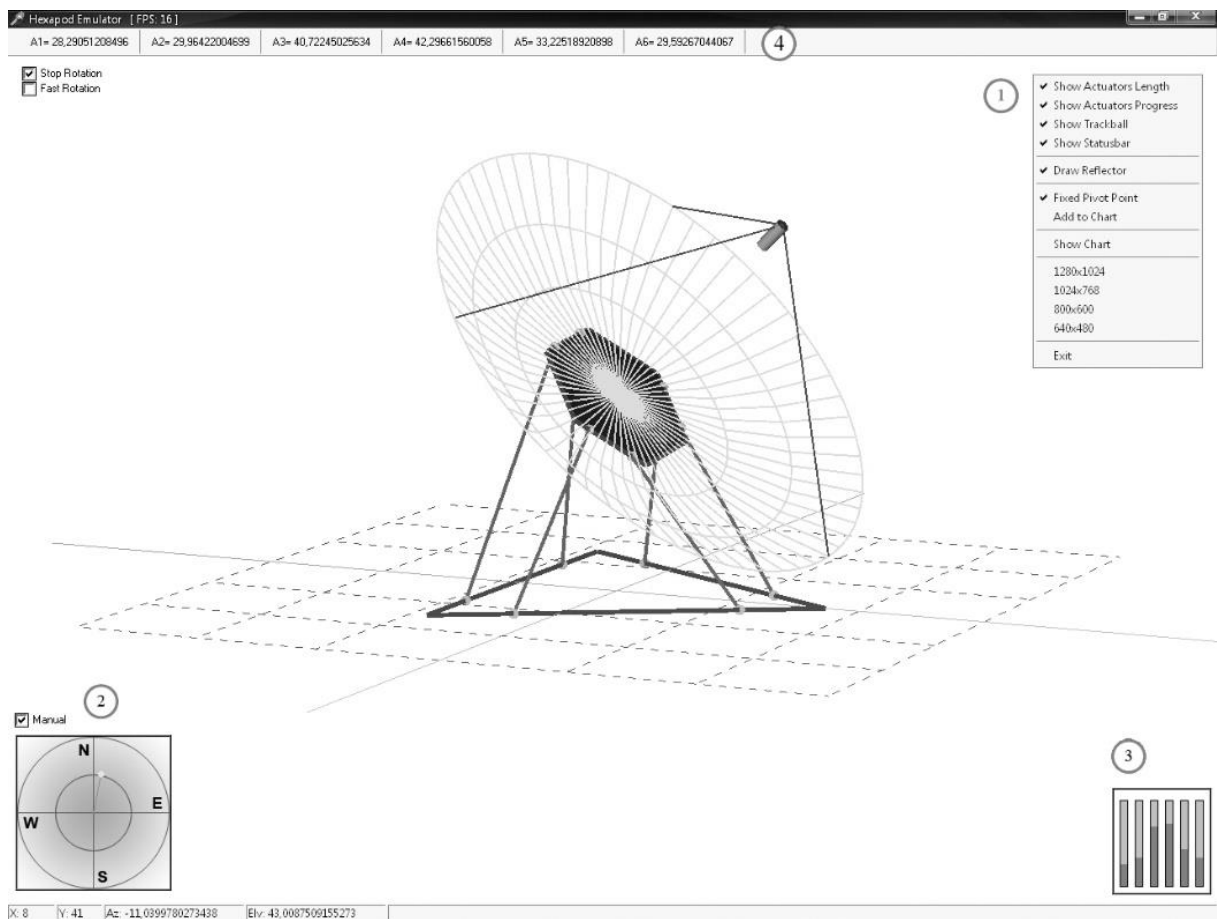 Hexapod Emulator [ FPS: 16 ]
A1= 28,29051208496 A2= 29,96422004699 A3= 40,72245025634 A4= 42,29661560058 A5= 33,22518920898 A6= 29,59267044067
4
Stop Rotation
Fast Rotation
1
Show Actuators Length
Show Actuators Progress
Show Trackball
Show Statusbar
Draw Reflector
Fixed Pivot Point
Add to Chart
Show Chart
1280x1024
1024x768
800x600
640x480
Exit
2
Manual
N
E
W
S
3
X: 8 Y: 41 Az: -11,0399780273438 Elv: 43,0087509155273